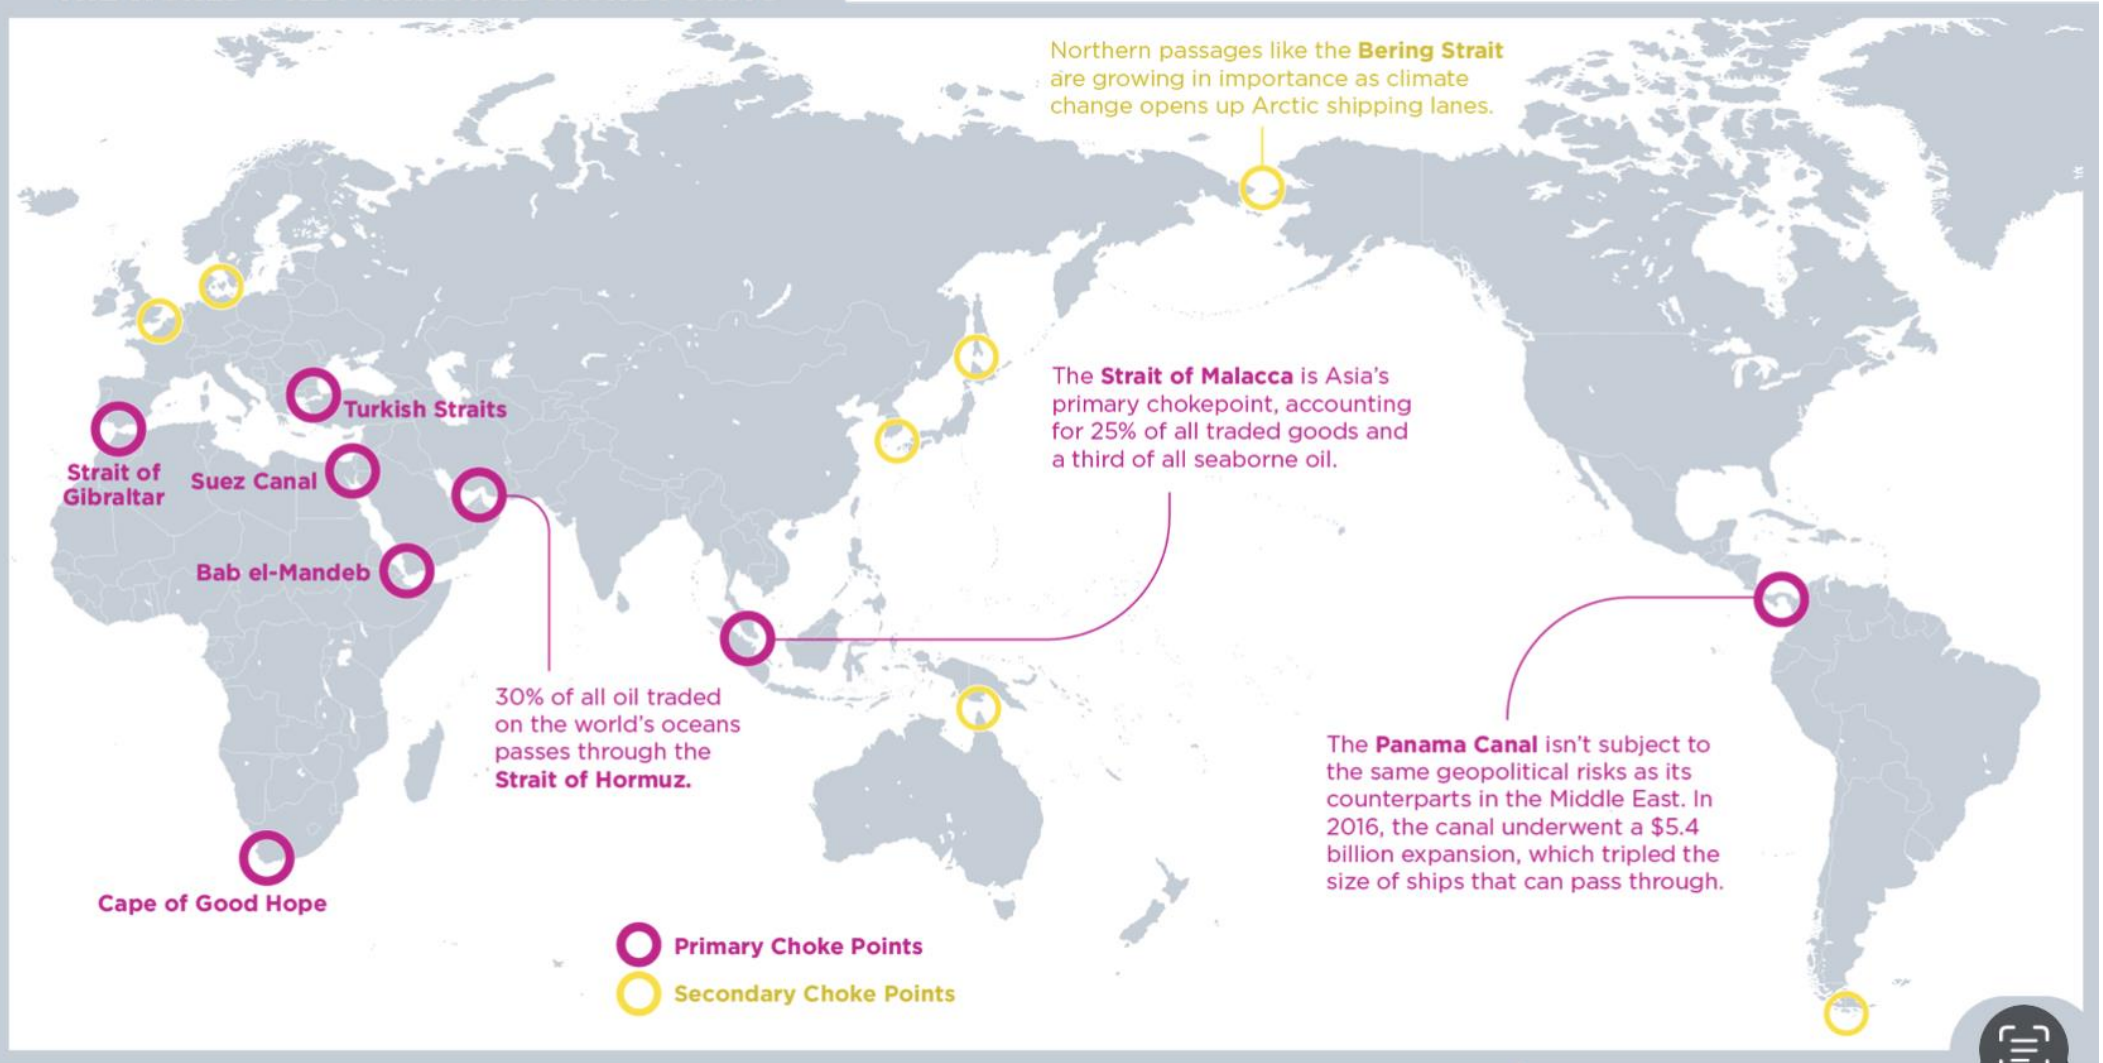 Northern passages like the Bering Strait
are growing in importance as climate
change opens up Arctic shipping lanes.
The Strait of Malacca is Asia's
primary chokepoint, accounting
for 25% of all traded goods and
a third of all seaborne oil.
Turkish Straits
Strait of
Gibraltar
Suez Canal
Bab el-Mandeb
30% of all oil traded
on the world's oceans
passes through the
Strait of Hormuz.
The Panama Canal isn't subject to
the same geopolitical risks as its
counterparts in the Middle East. In
2016, the canal underwent a $5.4
billion expansion, which tripled the
size of ships that can pass through.
Cape of Good Hope
Primary Choke Points
Secondary Choke Points